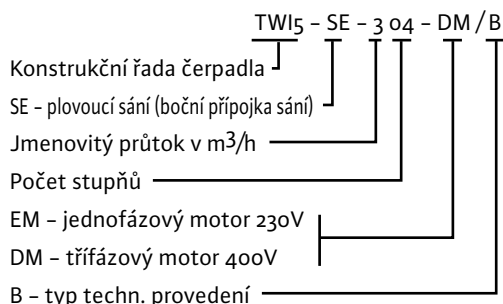 TWI5 – SE – 3 04 – DM / B
Konstrukční řada čerpadla
SE – plovoucí sání (boční přípojka sání)
Jmenovitý průtok v m3/h
Počet stupňů
EM – jednofázový motor 230V
DM – třífázový motor 400V
B – typ techn. provedení